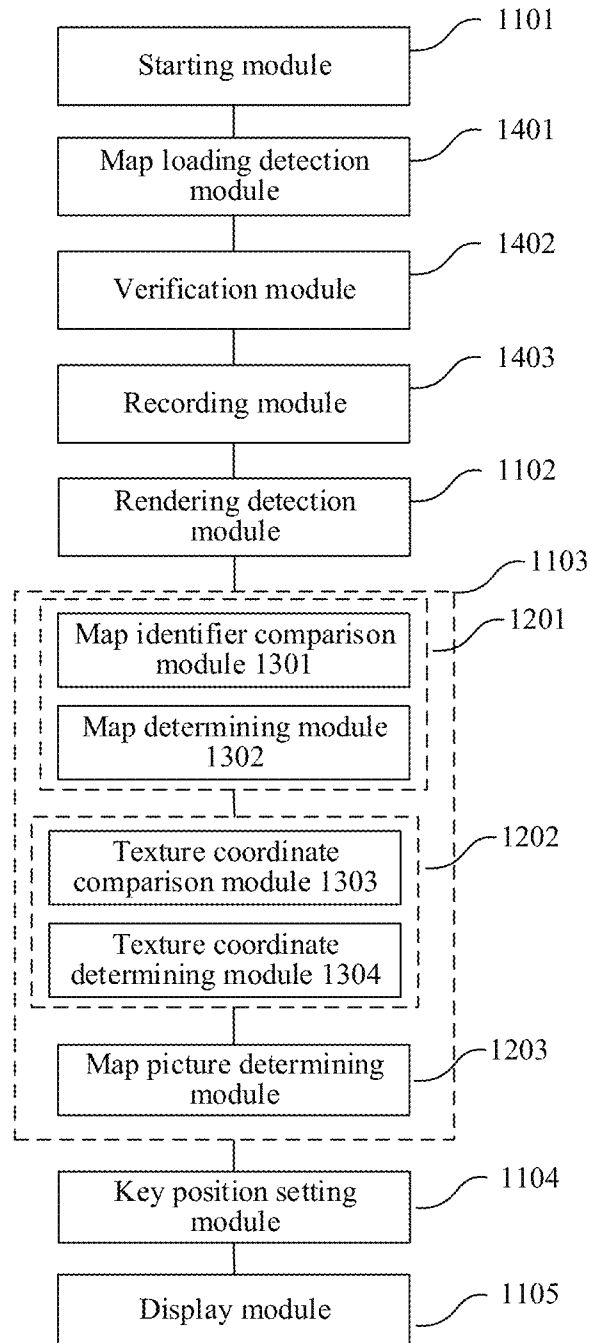 1101
Starting module
1401
Map loading detection
module
1402
Verification module
1403
Recording module
1102
Rendering detection
module
1103
1201
Map identifier comparison
module 1301
Map determining module
1302
1202
Texture coordinate
comparison module 1303
Texture coordinate
determining module 1304
1203
Map picture determining
module
1104
Key position setting
module
1105
Display module